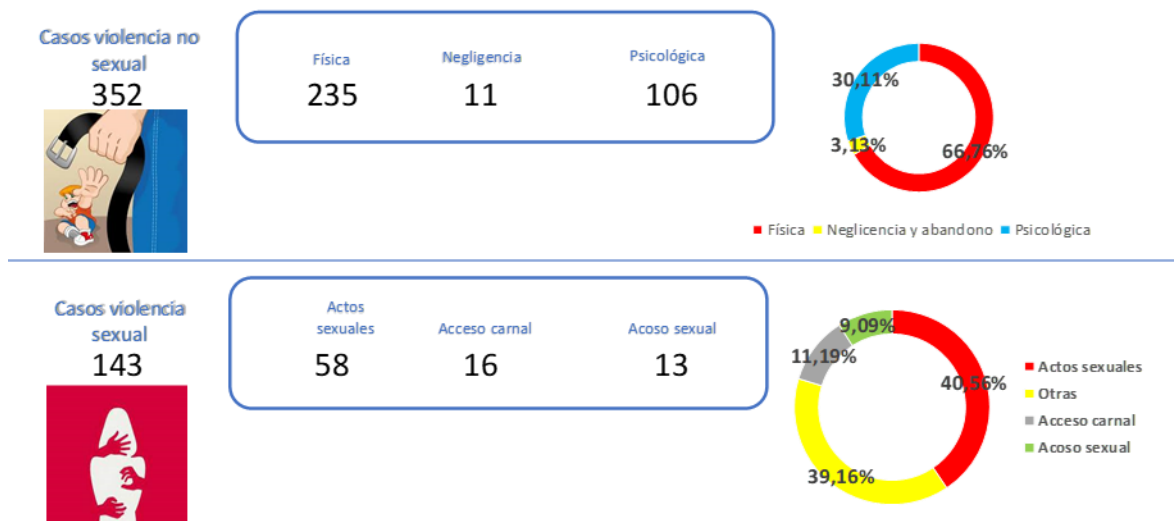 Casos violencia no
sexual
352
Física
Negligencia
Psicológica
235
11
106
30,11%
3,13%
66,76%
Física
Neglicencia y abandono
Psicológica
Casos violencia
sexual
143
Actos
sexuales
Acceso carnal
Acoso sexual
58
16
13
9,09%
11,19%
40,56%
39,16%
Actos sexuales
Otras
Acceso carnal
Acoso sexual